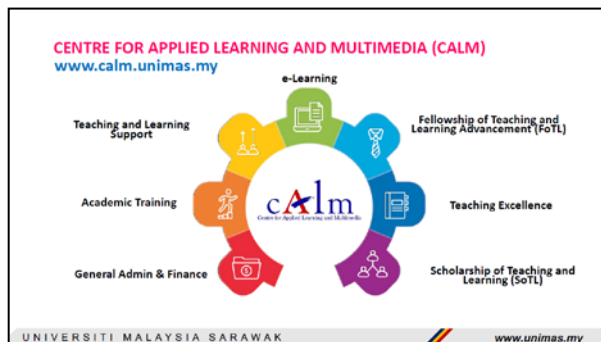 CENTRE FOR APPLIED LEARNING AND MULTIMEDIA (CALM)
www.calm.unimas.my
e-Learning
Teaching and Learning
Support
Fellowship of Teaching and
Learning Advancement (FoTL)
Academic Training
cAlm
Centre for Applied Learning and Multimedia
Teaching Excellence
General Admin & Finance
Scholarship of Teaching and
Learning (SoTL)
UNIVERSITI MALAYSIA SARAWAK
www.unimas.my